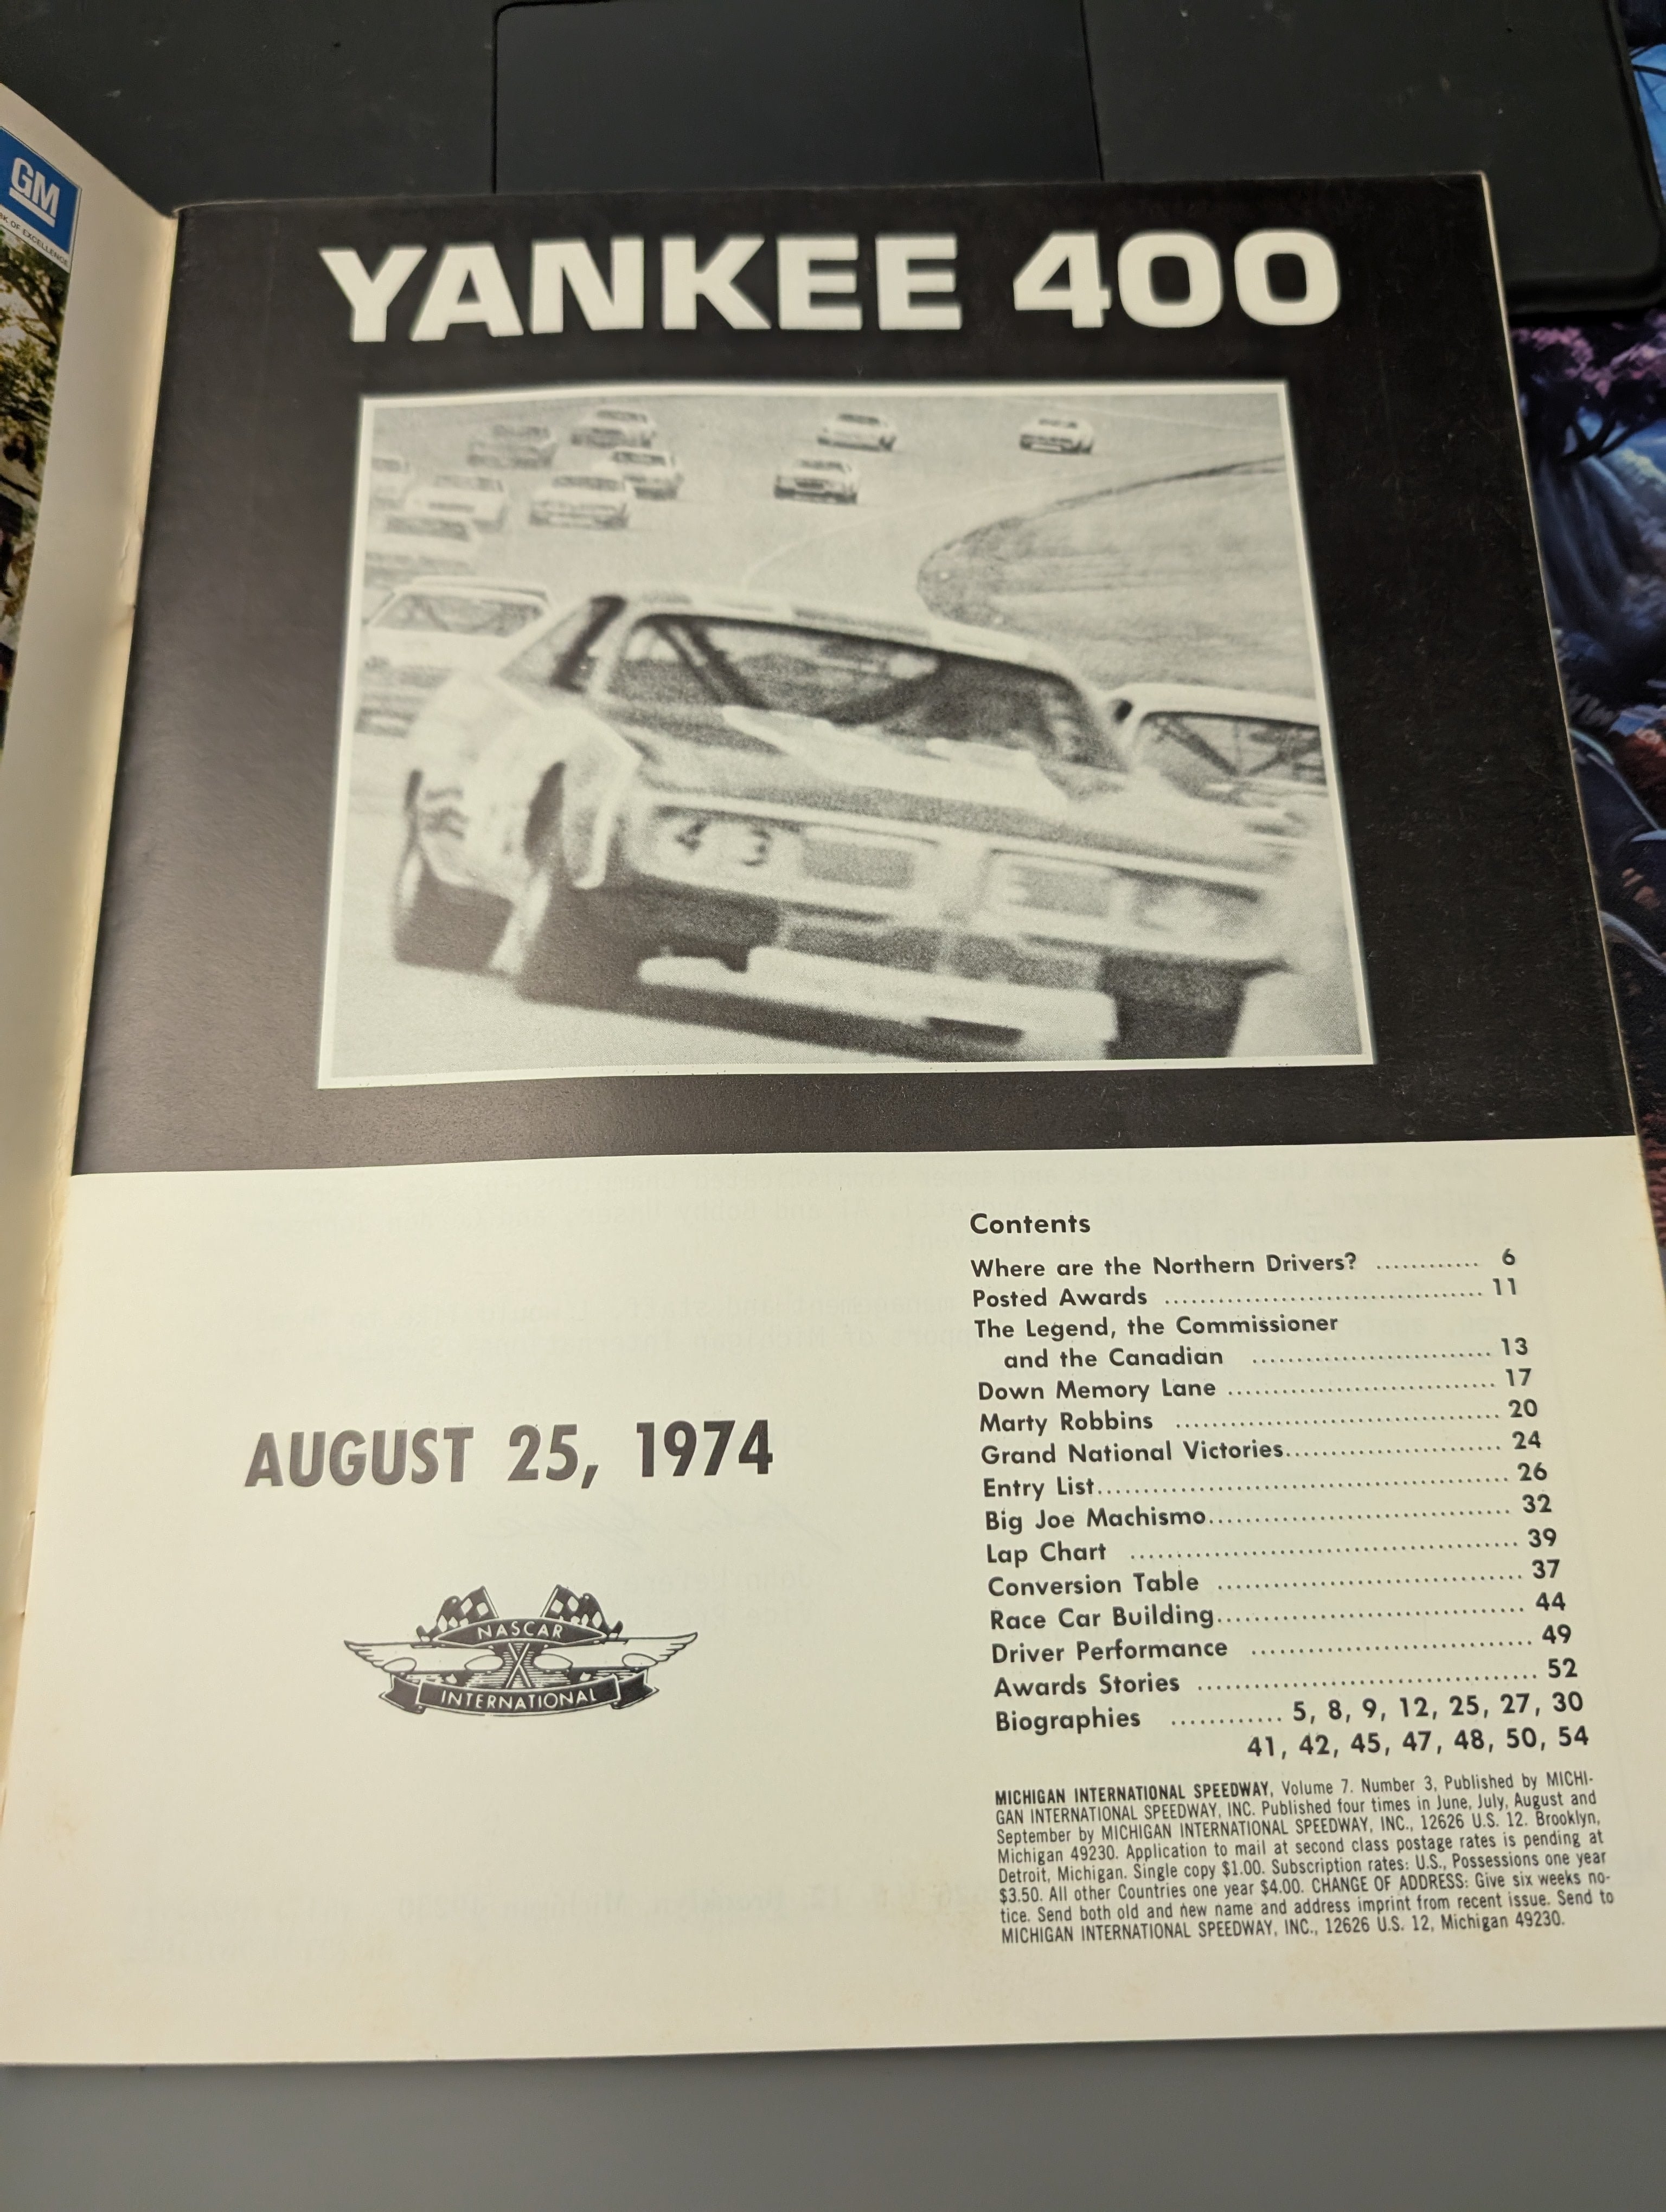 GM
OF EXCELLENCE
YANKEE 400
43
AUGUST 25, 1974
NASCAR
INTERNATIONAL
Contents
Where are the Northern Drivers? ............ 6
Posted Awards .................................... 11
The Legend, the Commissioner
and the Canadian ........................... 13
Down Memory Lane .............................. 17
Marty Robbins ..................................... 20
Grand National Victories........................ 24
Entry List.............................................. 26
Big Joe Machismo.................................. 32
Lap Chart ............................................ 39
Conversion Table .................................. 37
Race Car Building................................... 44
Driver Performance ................................ 49
Awards Stories ...................................... 52
Biographies ............. 5, 8, 9, 12, 25, 27, 30
41, 42, 45, 47, 48, 50, 54
MICHIGAN INTERNATIONAL SPEEDWAY, Volume 7. Number 3, Published by MICHI-
GAN INTERNATIONAL SPEEDWAY, INC. Published four times in June, July, August and
September by MICHIGAN INTERNATIONAL SPEEDWAY, INC., 12626 U.S. 12. Brooklyn,
Michigan 49230. Application to mail at second class postage rates is pending at
Detroit, Michigan. Single copy $1.00. Subscription rates: U.S., Possessions one year
$3.50. All other Countries one year $4.00. CHANGE OF ADDRESS: Give six weeks no-
tice. Send both old and new name and address imprint from recent issue. Send to
MICHIGAN INTERNATIONAL SPEEDWAY, INC., 12626 U.S. 12, Michigan 49230.